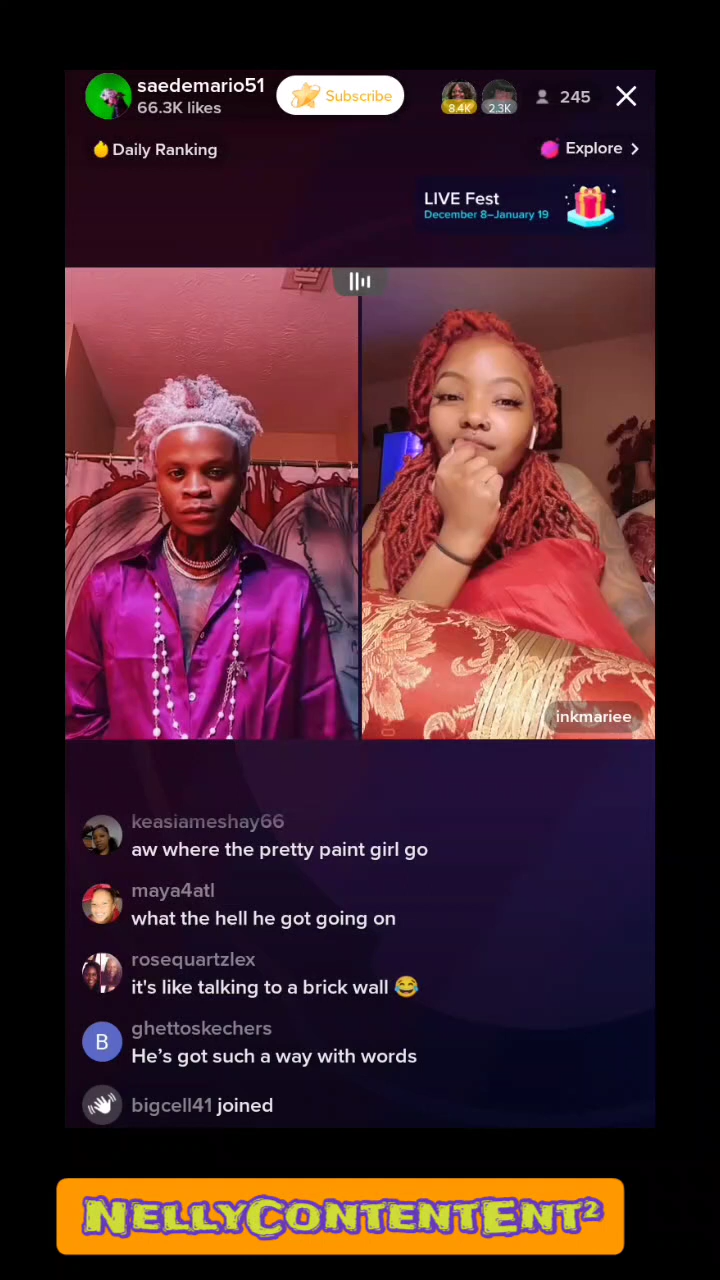 saedemario51
66.3K likes
Subscribe
8.4K
2.3K
245
Daily Ranking
Explore
LIVE Fest
December 8–January 19
inkmariee
keasiameshay66
aw where the pretty paint girl go
maya4atl
what the hell he got going on
rosequartzlex
it's like talking to a brick wall 😂
ghettoskechers
B
He’s got such a way with words
bigcell41 joined
NELLYCONTENTENT²